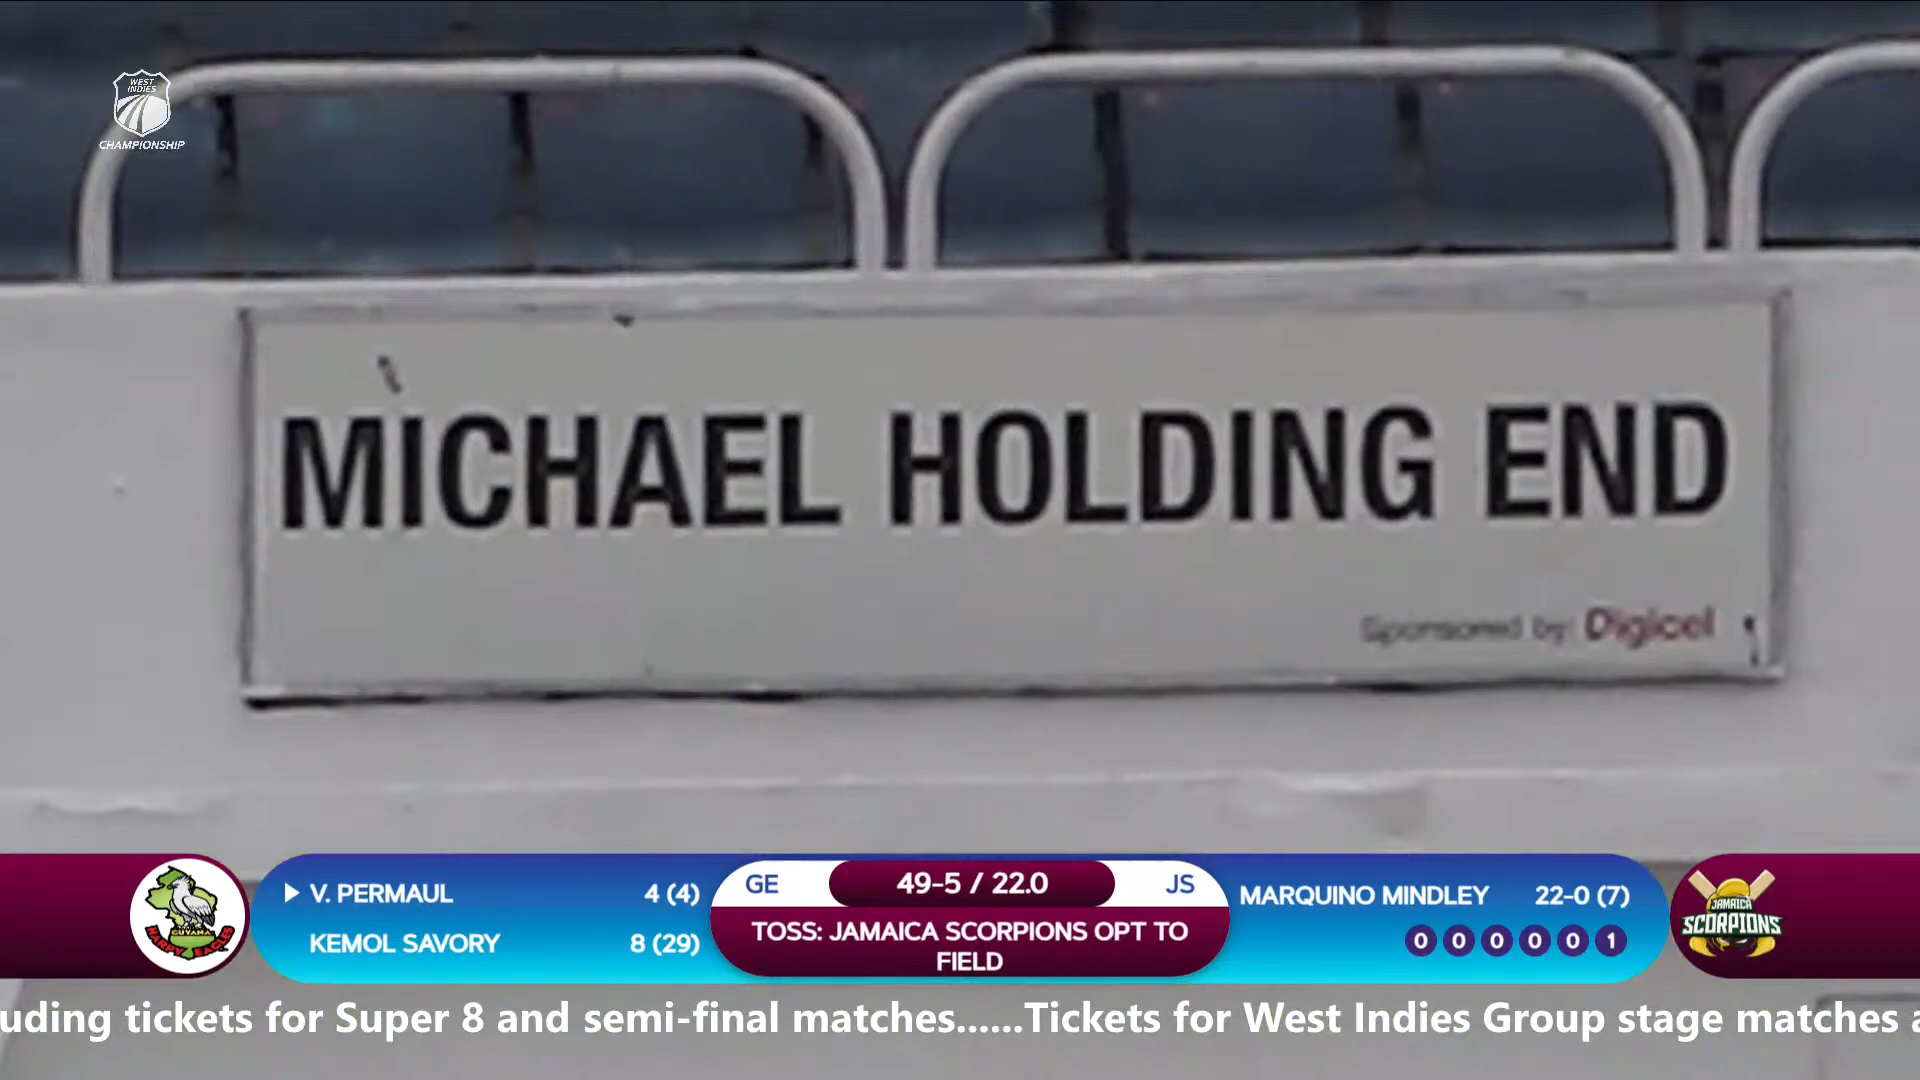 WEST
INDIES
CHAMPIONSHIP
MICHAEL HOLDING END
Sponsored by: Digicel
GUYANA
HARPY EAGLES
V. PERMAUL 4 (4)
KEMOL SAVORY 8 (29)
GE 49-5 / 22.0 JS
TOSS: JAMAICA SCORPIONS OPT TO
FIELD
MARQUINO MINDLEY 22-0 (7)
0 0 0 0 0 1
JAMAICA
SCORPIONS
uding tickets for Super 8 and semi-final matches......Tickets for West Indies Group stage matches a